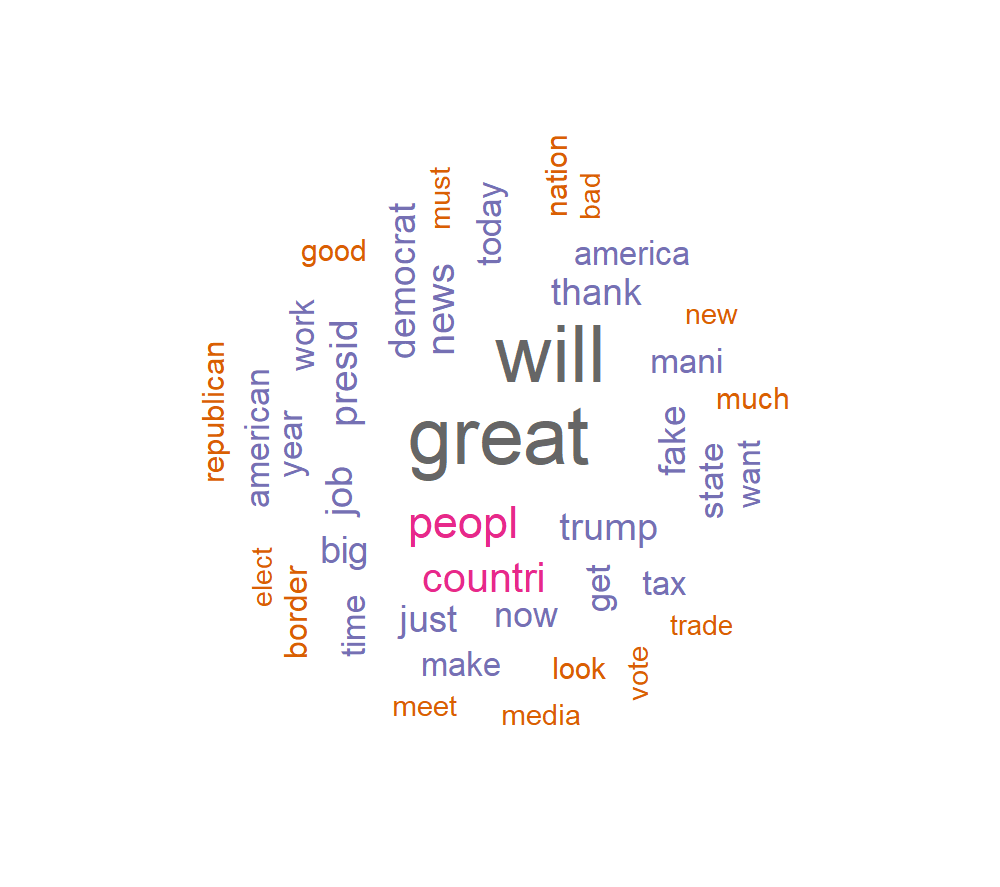 nation
must
bad
today
democrat
good
america
news
thank
work
new
presid
will
republican
mani
american
much
year
great
fake
state
want
job
peopl
trump
big
elect
border
countri
get
tax
time
just
now
trade
make
look
vote
meet
media